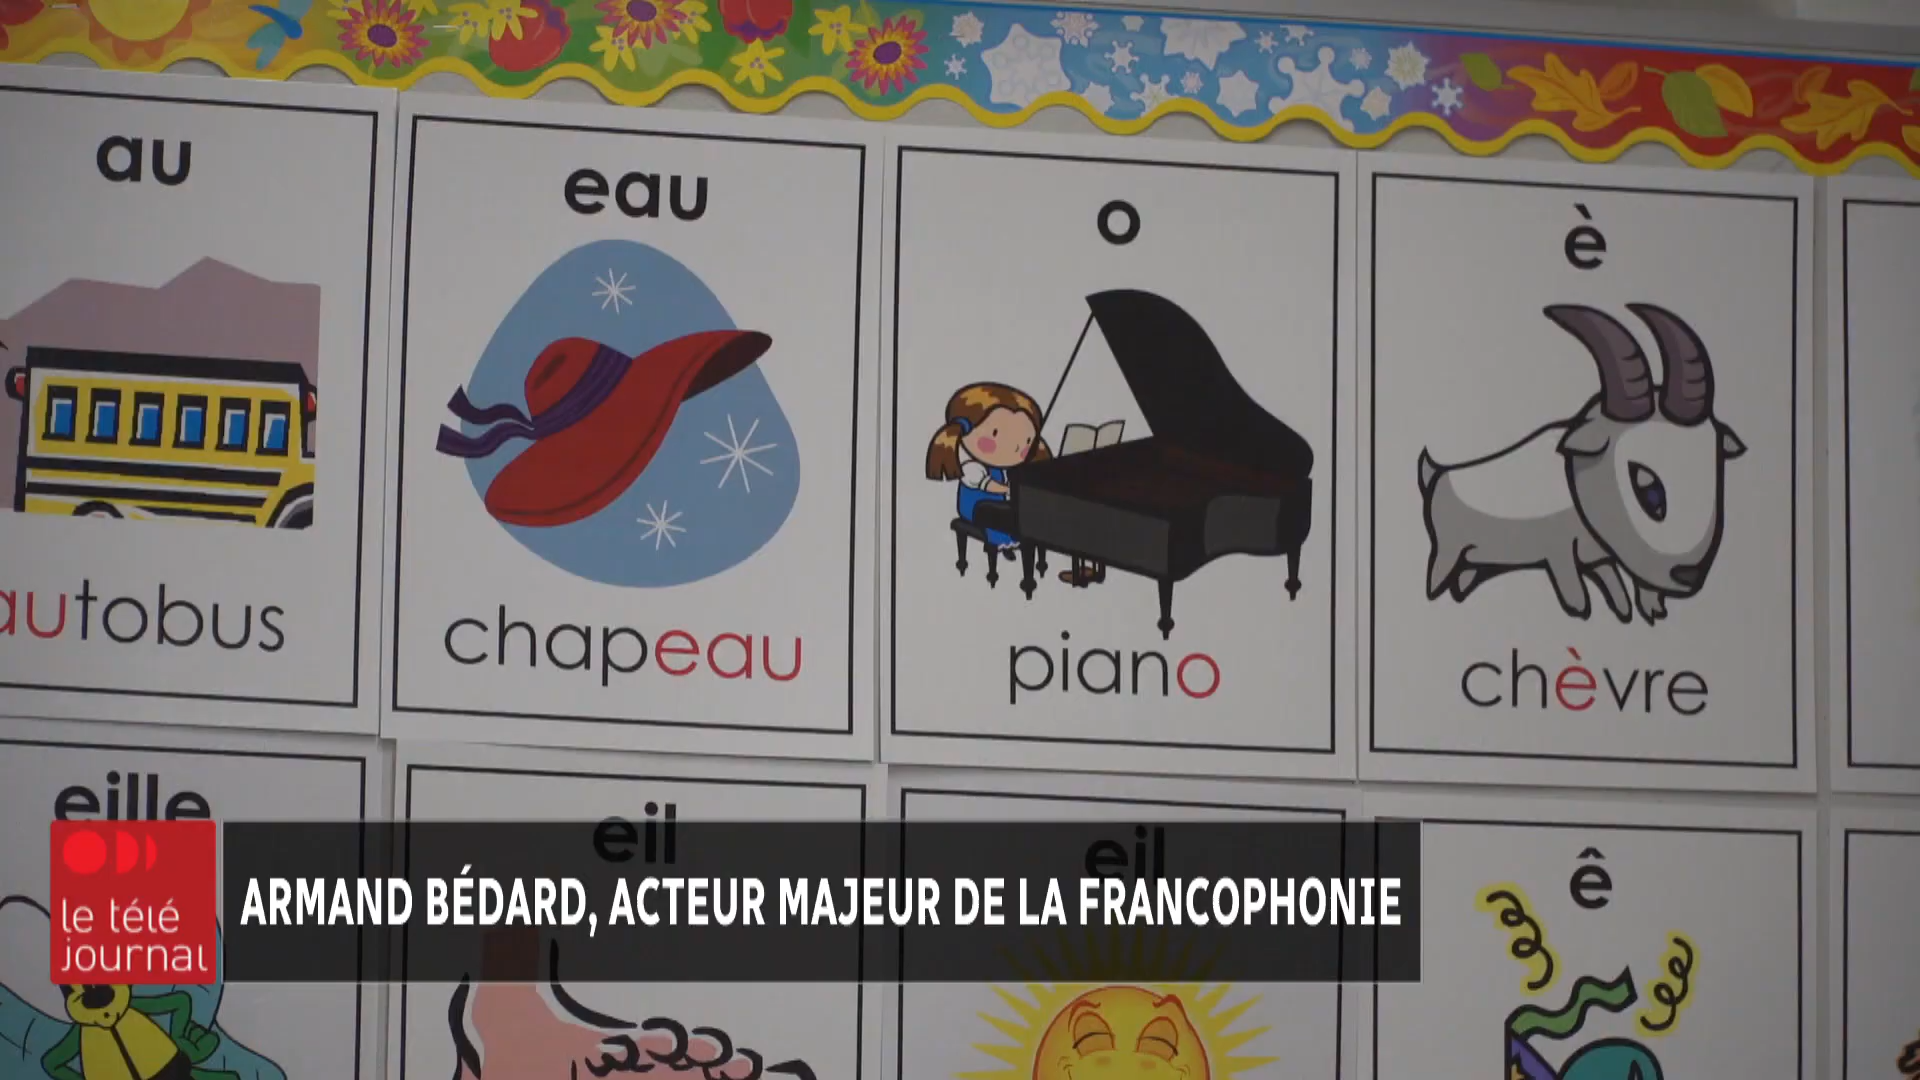 au
eau
o
è
autobus
chapeau
piano
chèvre
eille
eil
eil
ê
le télé
journal
ARMAND BÉDARD, ACTEUR MAJEUR DE LA FRANCOPHONIE